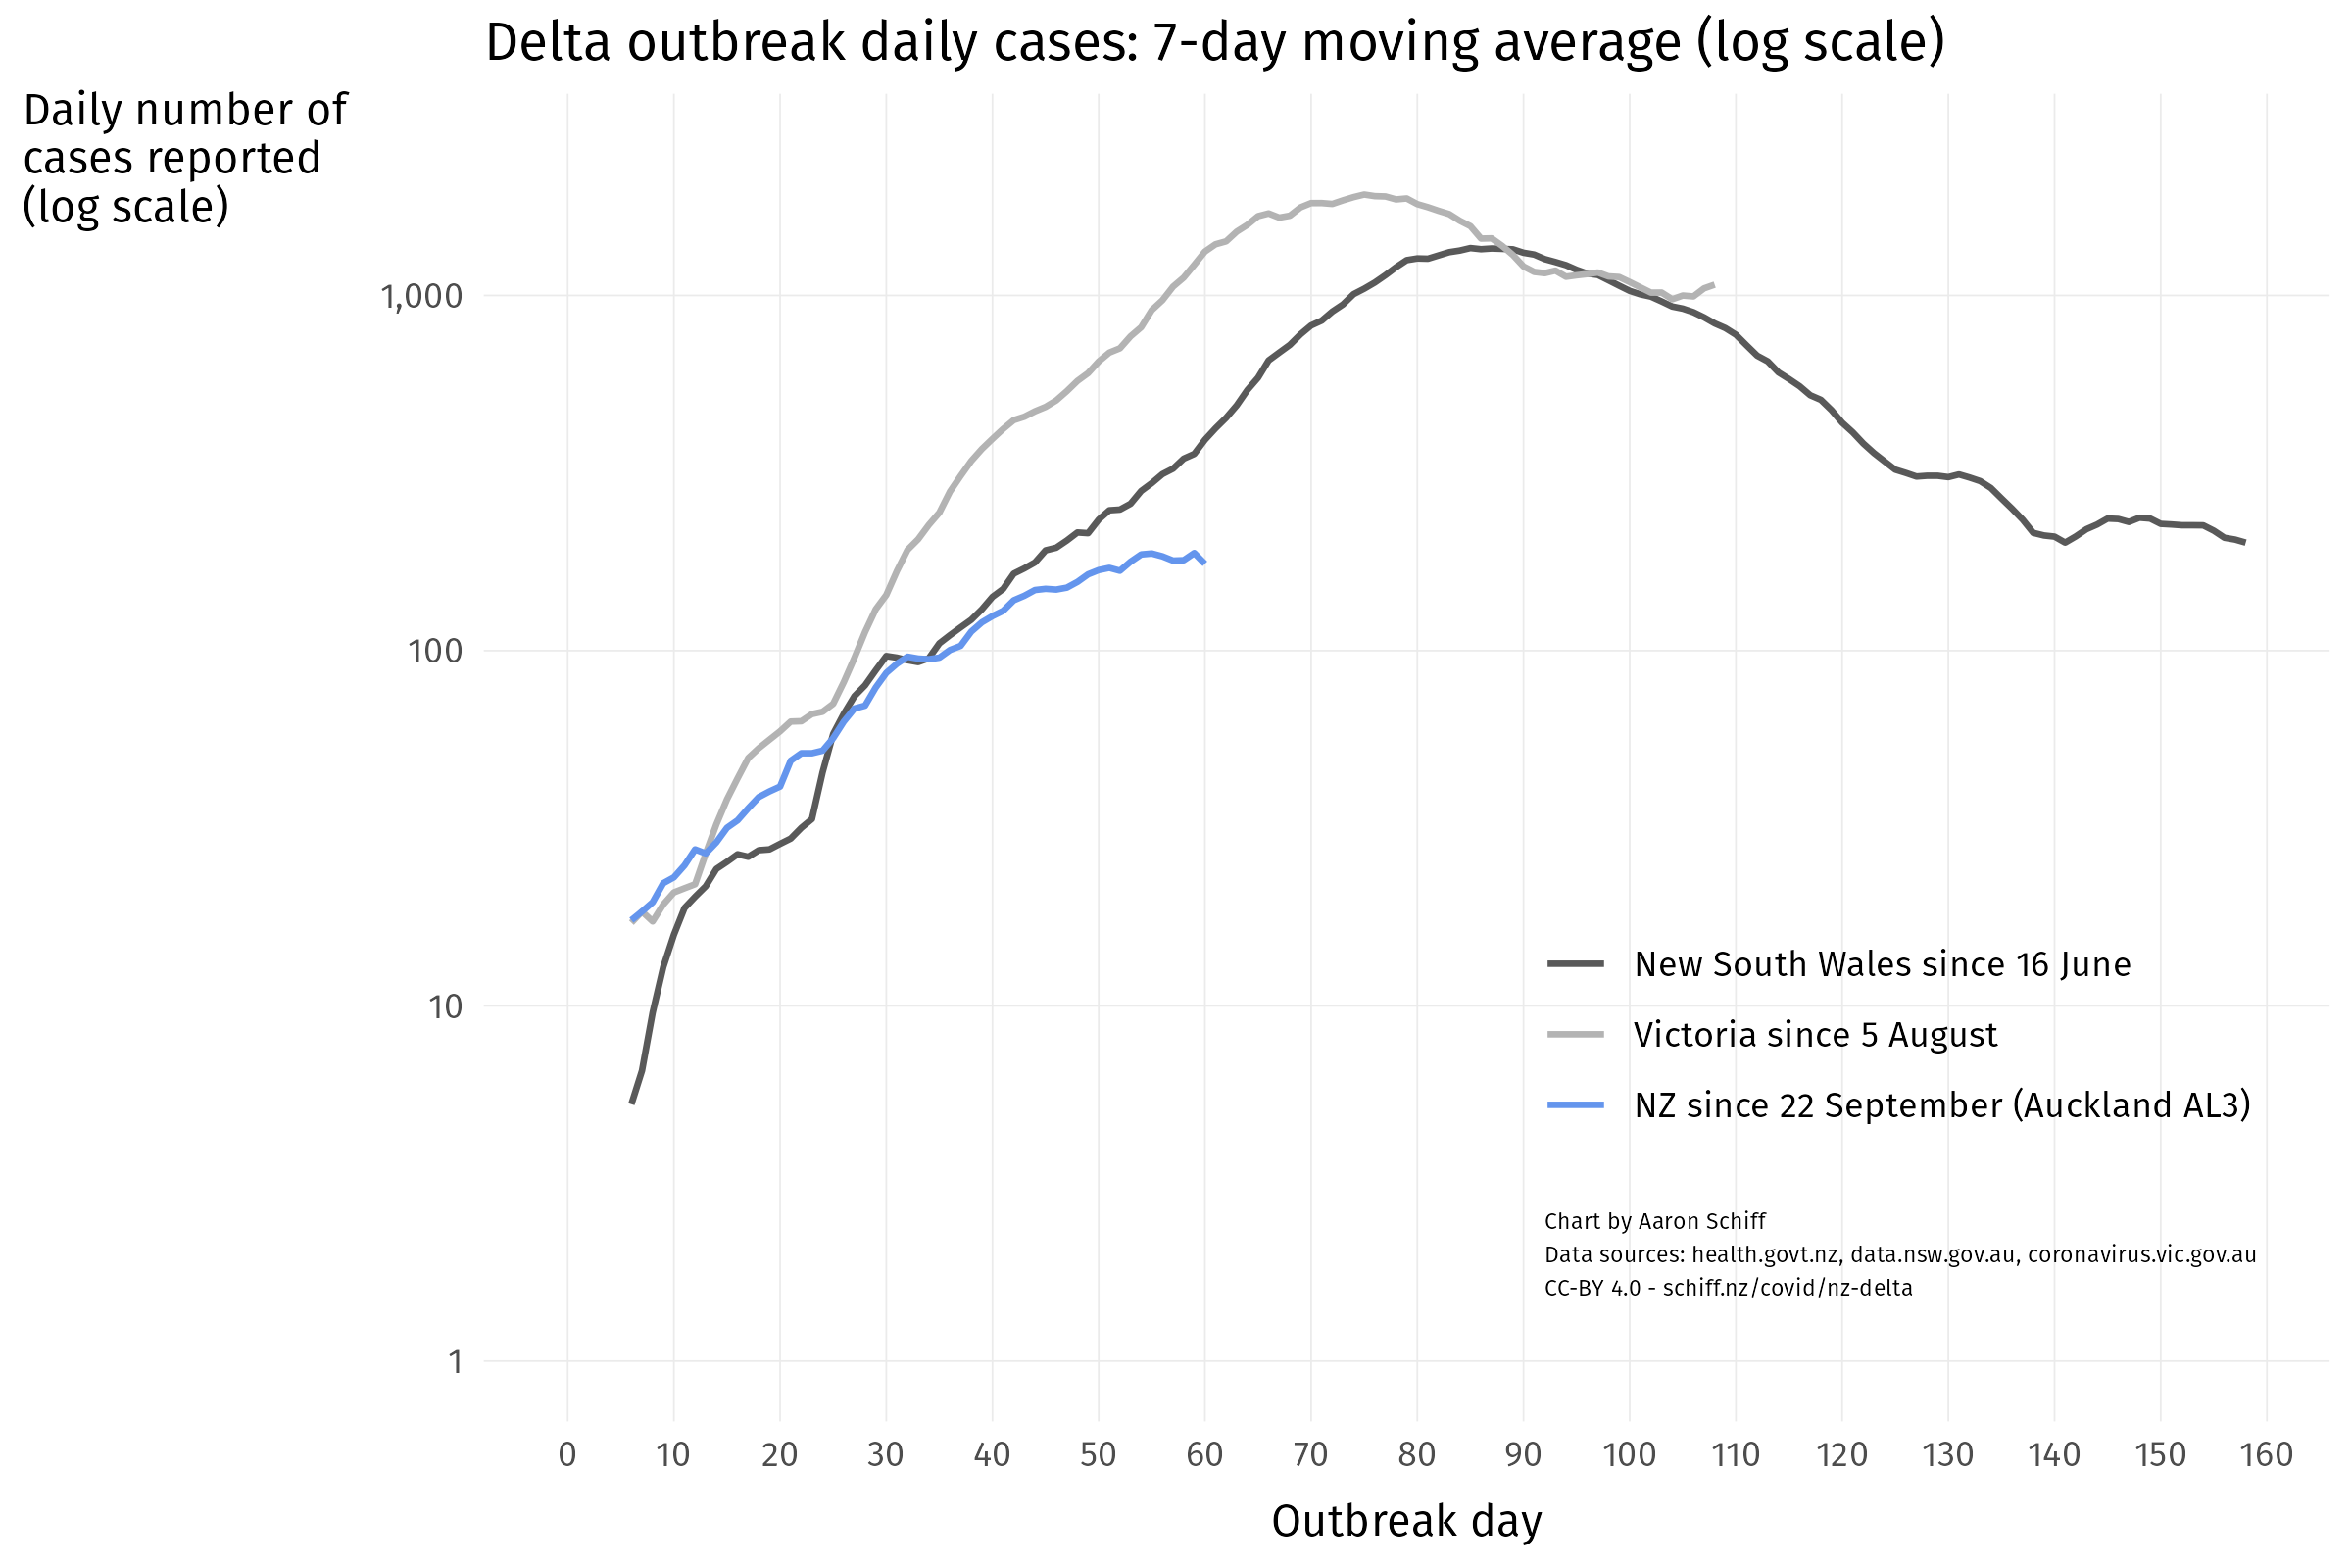 Delta outbreak daily cases: 7-day moving average (log scale)
Daily number of
cases reported
(log scale)
1,000
100
10
1
New South Wales since 16 June
Victoria since 5 August
NZ since 22 September (Auckland AL3)
Chart by Aaron Schiff
Data sources: health.govt.nz, data.nsw.gov.au, coronavirus.vic.gov.au
CC-BY 4.0 - schiff.nz/covid/nz-delta
0 10 20 30 40 50 60 70 80 90 100 110 120 130 140 150 160
Outbreak day